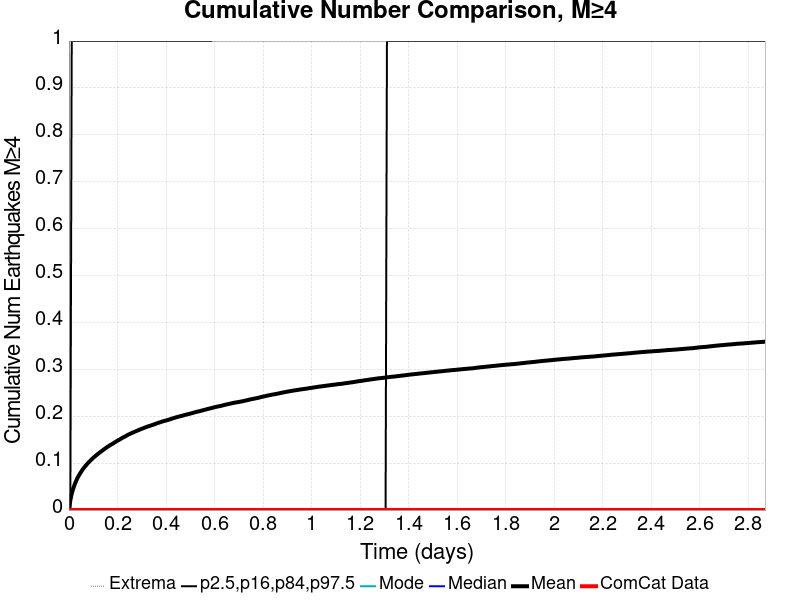 Cumulative Number Comparison, M≥4
Cumulative Num Earthquakes M≥4
1
0.9
0.8
0.7
0.6
0.5
0.4
0.3
0.2
0.1
0
0 0.2 0.4 0.6 0.8 1 1.2 1.4 1.6 1.8 2 2.2 2.4 2.6 2.8
Time (days)
Extrema p2.5,p16,p84,p97.5 Mode Median Mean ComCat Data